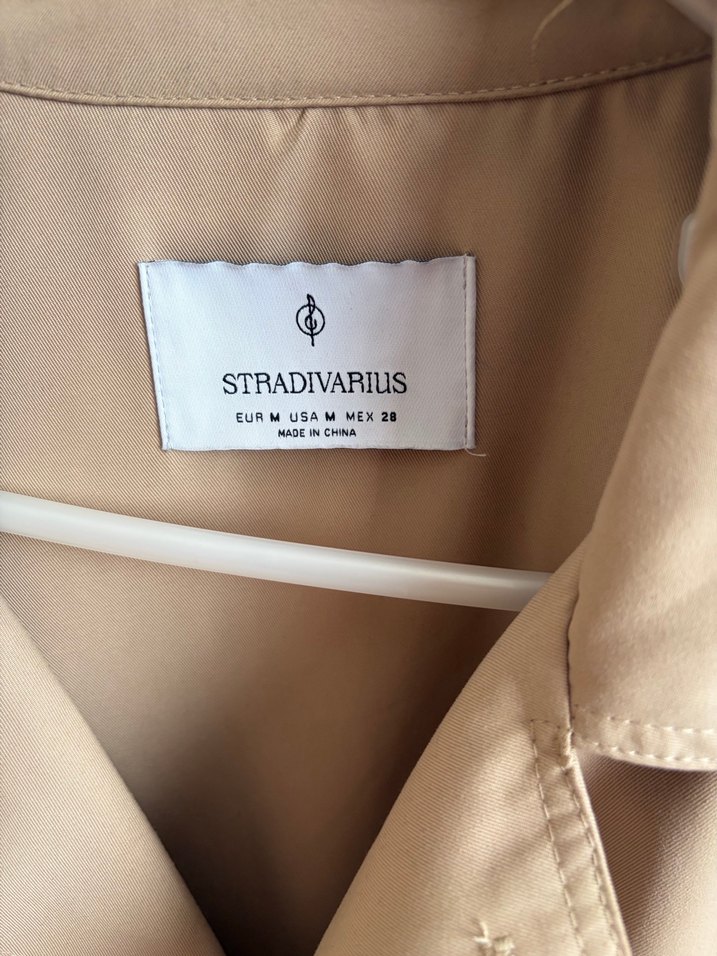 STRADIVARIUS
EUR M USA M MEX 28
MADE IN CHINA